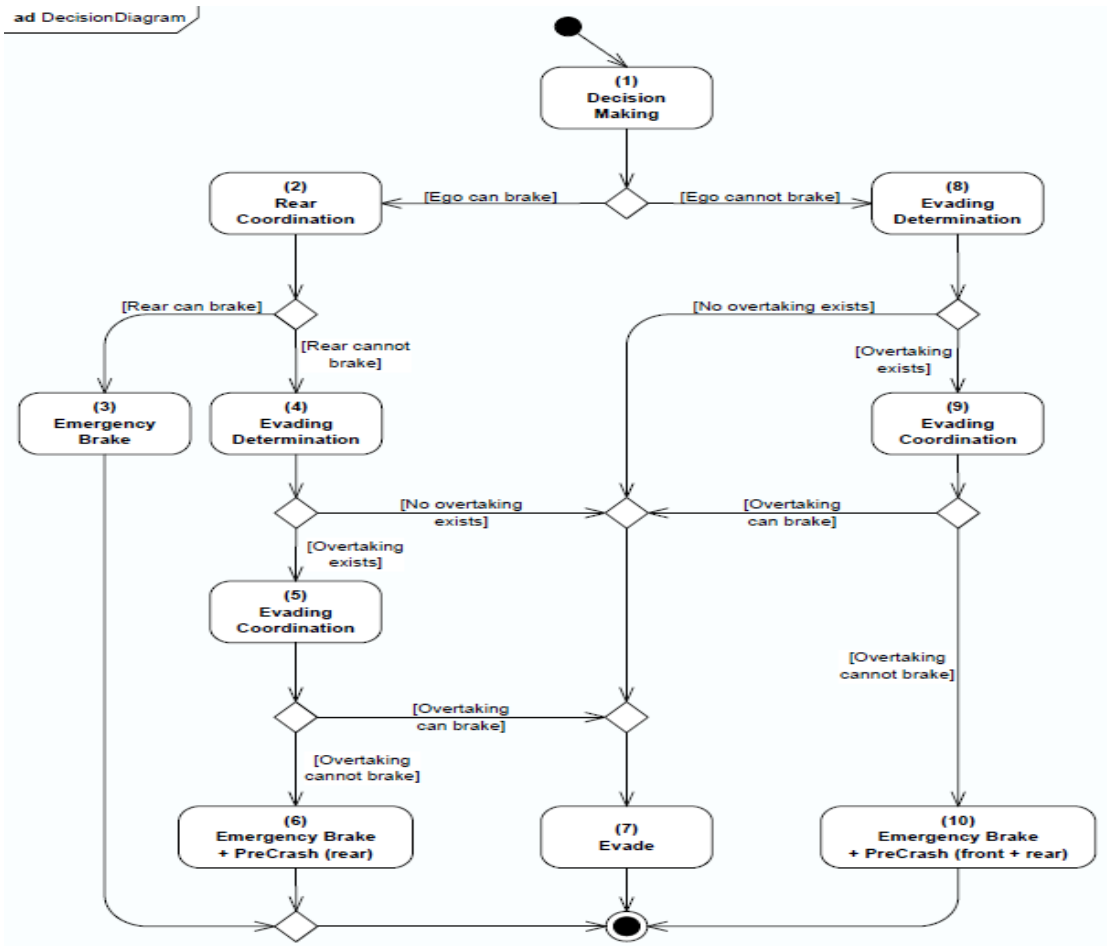 ad DecisionDiagram
(1)
Decision
Making
[Ego can brake]
[Ego cannot brake]
(2)
Rear
Coordination
(8)
Evading
Determination
[Rear can brake]
[Rear cannot
brake]
[No overtaking exists]
[Overtaking
exists]
(3)
Emergency
Brake
(4)
Evading
Determination
(9)
Evading
Coordination
[No overtaking
exists]
[Overtaking
can brake]
[Overtaking
exists]
(5)
Evading
Coordination
[Overtaking
cannot brake]
[Overtaking
can brake]
[Overtaking
cannot brake]
(6)
Emergency Brake
+ PreCrash (rear)
(7)
Evade
(10)
Emergency Brake
+ PreCrash (front + rear)